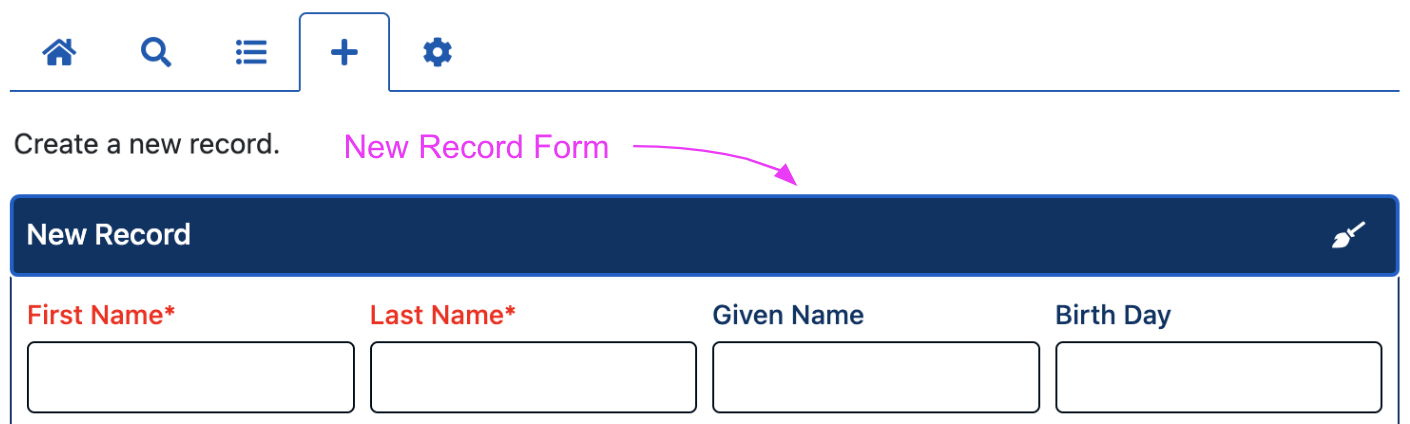 Create a new record.
New Record Form
New Record
First Name*
Last Name*
Given Name
Birth Day